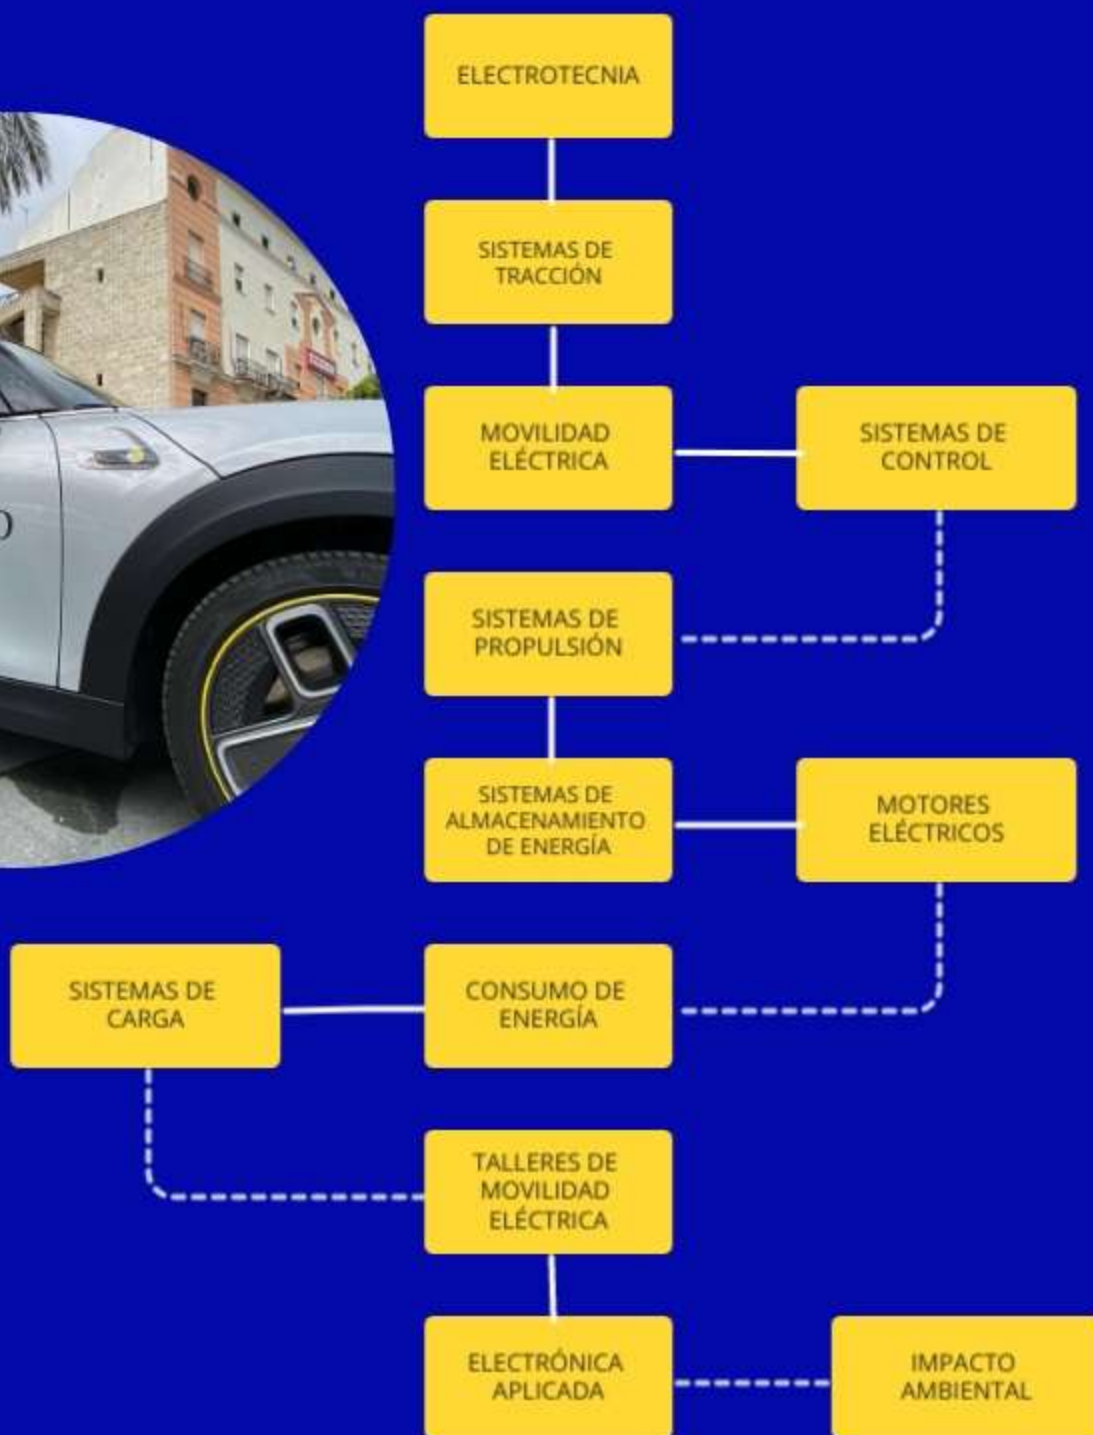 ELECTROTECNIA
SISTEMAS DE
TRACCIÓN
MOVILIDAD
ELÉCTRICA
SISTEMAS DE
CONTROL
SISTEMAS DE
PROPULSIÓN
SISTEMAS DE
ALMACENAMIENTO
DE ENERGÍA
MOTORES
ELÉCTRICOS
SISTEMAS DE
CARGA
CONSUMO DE
ENERGÍA
TALLERES DE
MOVILIDAD
ELÉCTRICA
ELECTRÓNICA
APLICADA
IMPACTO
AMBIENTAL